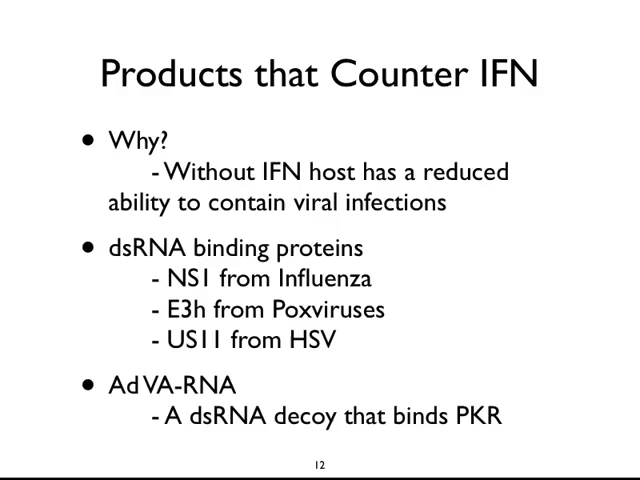 Products that Counter IFN
• Why?
- Without IFN host has a reduced
ability to contain viral infections
• dsRNA binding proteins
- NS1 from Influenza
- E3h from Poxviruses
- US11 from HSV
• Ad VA-RNA
- A dsRNA decoy that binds PKR
12